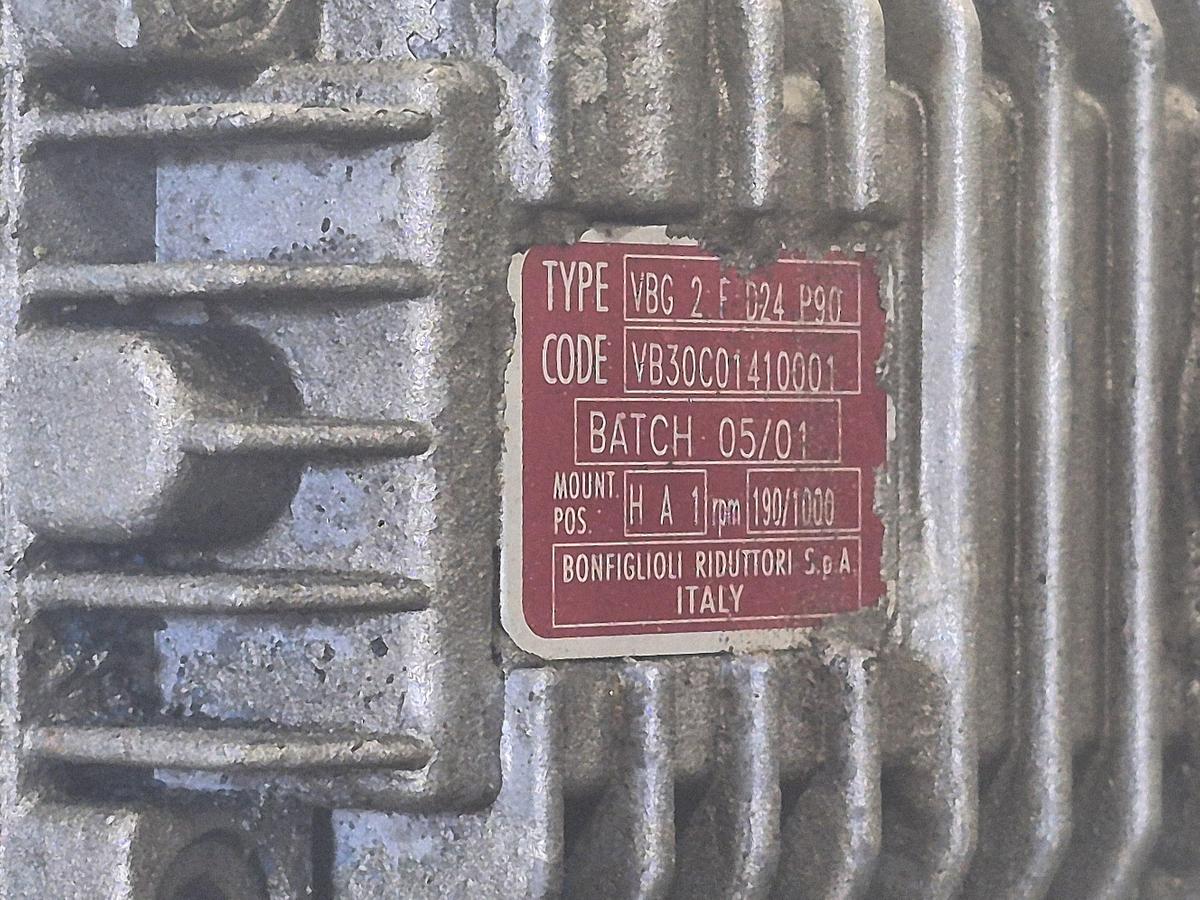 TYPE VBG 2 F D24 P90
CODE VB30C01410001
BATCH 05/01
MOUNT. POS. H A 1 rpm 190/1000
BONFIGLIOLI RIDUTTORI S.p A.
ITALY